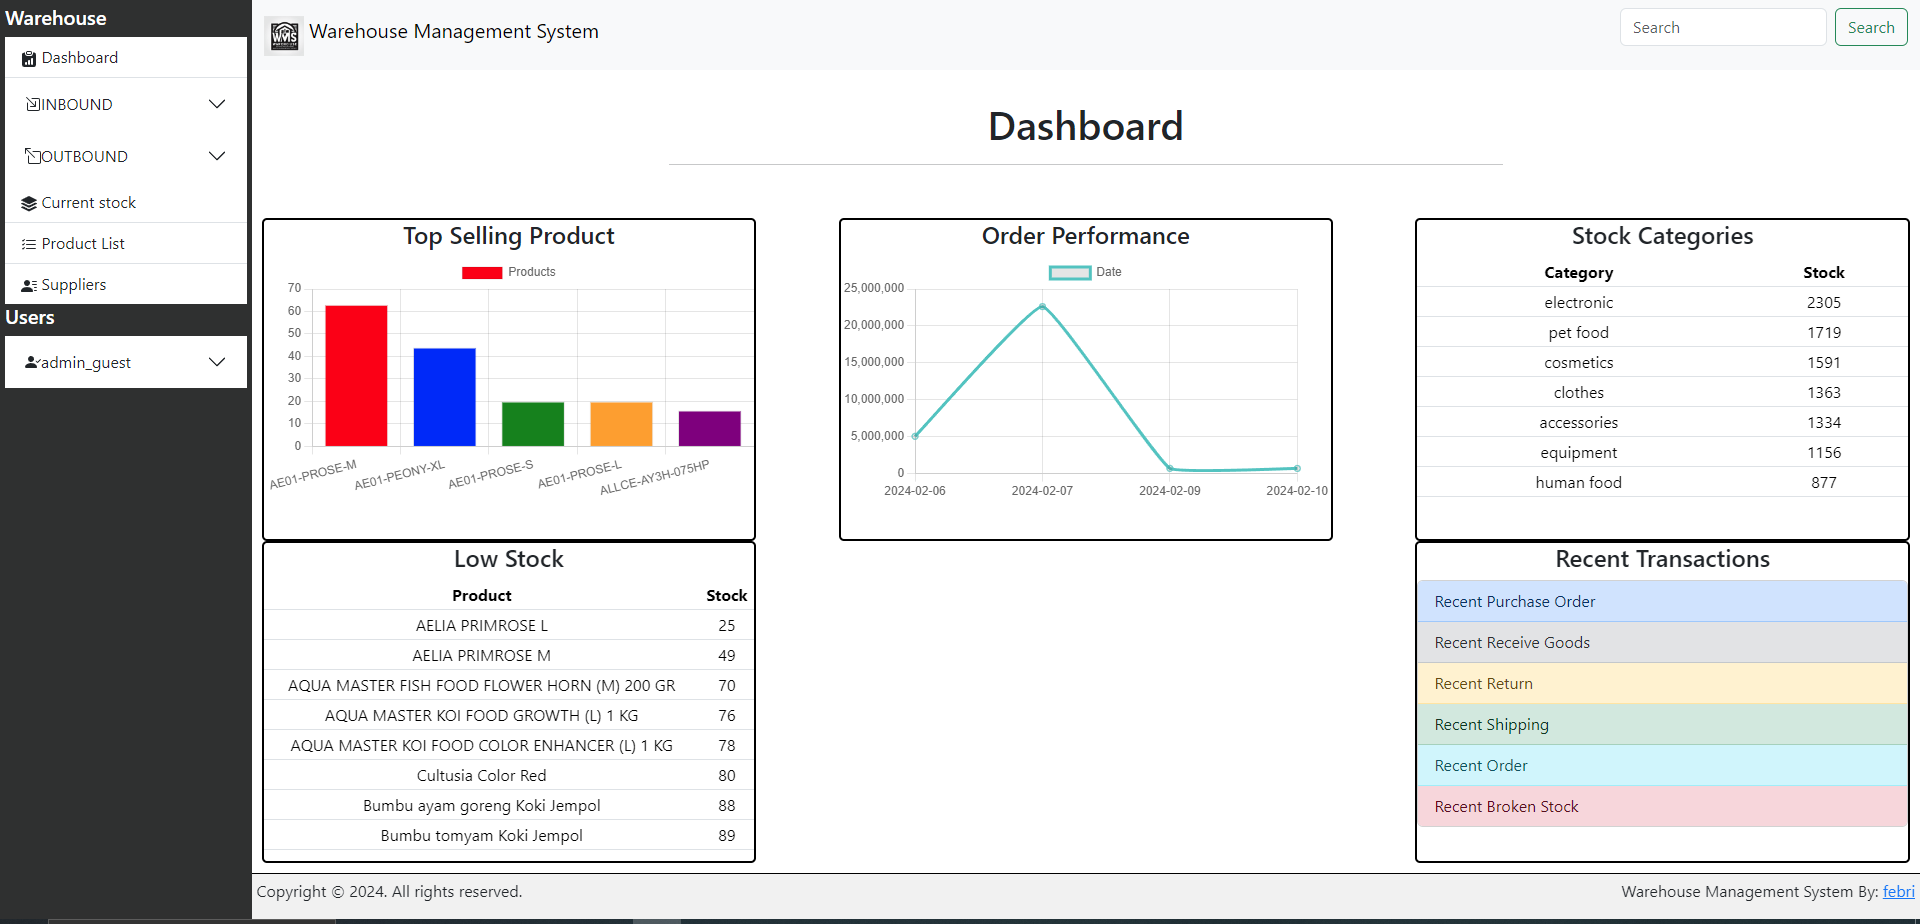 Warehouse
Dashboard
INBOUND
OUTBOUND
Current stock
Product List
Suppliers
Users
admin_guest
WMS
Warehouse Management System
Search
Search
Dashboard
Top Selling Product
Products
70
60
50
40
30
20
10
0
AE01-PROSE-M
AE01-PEONY-XL
AE01-PROSE-S
AE01-PROSE-L
ALLCE-AY3H-075HP
Order Performance
Date
25,000,000
20,000,000
15,000,000
10,000,000
5,000,000
0
2024-02-06 2024-02-07 2024-02-09 2024-02-10
Stock Categories
Category Stock
electronic 2305
pet food 1719
cosmetics 1591
clothes 1363
accessories 1334
equipment 1156
human food 877
Low Stock
Product Stock
AELIA PRIMROSE L 25
AELIA PRIMROSE M 49
AQUA MASTER FISH FOOD FLOWER HORN (M) 200 GR 70
AQUA MASTER KOI FOOD GROWTH (L) 1 KG 76
AQUA MASTER KOI FOOD COLOR ENHANCER (L) 1 KG 78
Cultusia Color Red 80
Bumbu ayam goreng Koki Jempol 88
Bumbu tomyam Koki Jempol 89
Recent Transactions
Recent Purchase Order
Recent Receive Goods
Recent Return
Recent Shipping
Recent Order
Recent Broken Stock
Copyright © 2024. All rights reserved.
Warehouse Management System By: febri